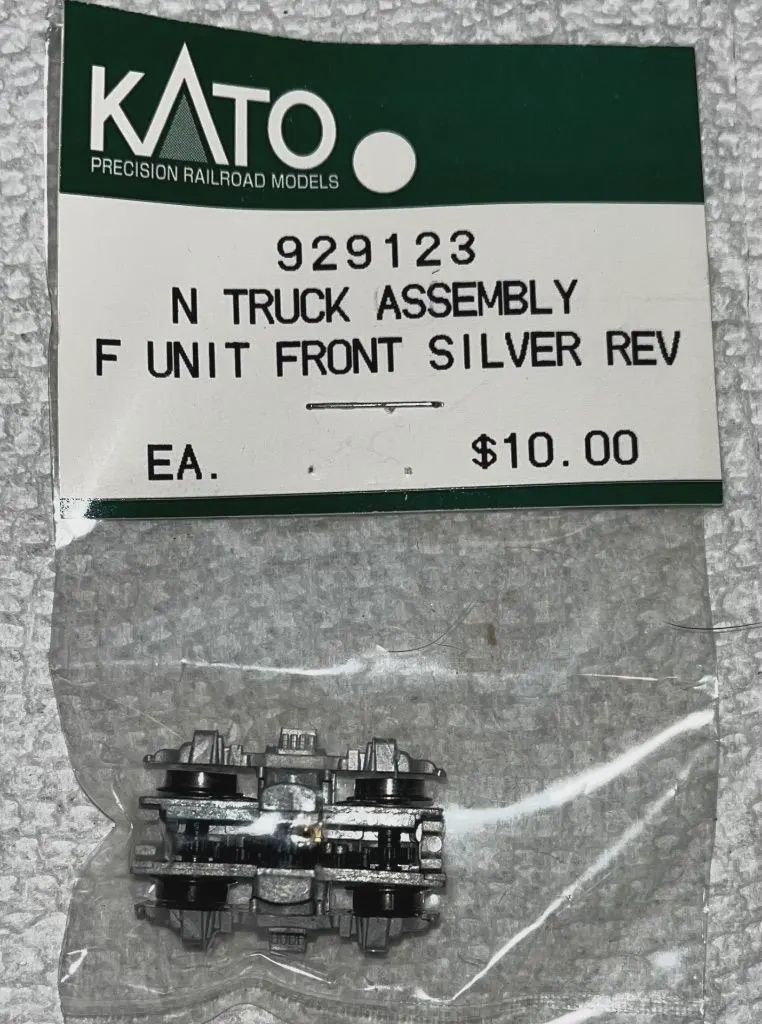 KATO
PRECISION RAILROAD MODELS
929123
N TRUCK ASSEMBLY
F UNIT FRONT SILVER REV
EA. $10.00